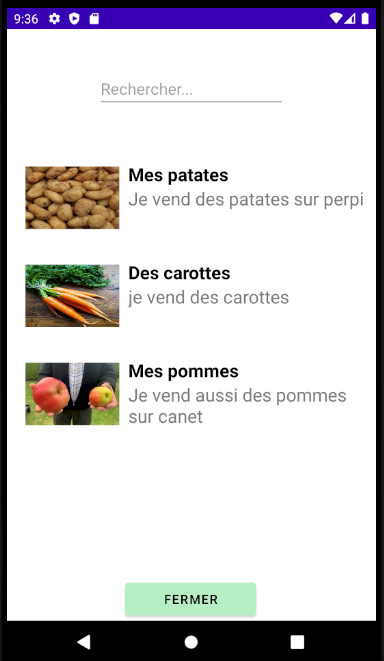 9:36
Rechercher...
Mes patates
Je vend des patates sur perpi
Des carottes
je vend des carottes
Mes pommes
Je vend aussi des pommes
sur canet
FERMER